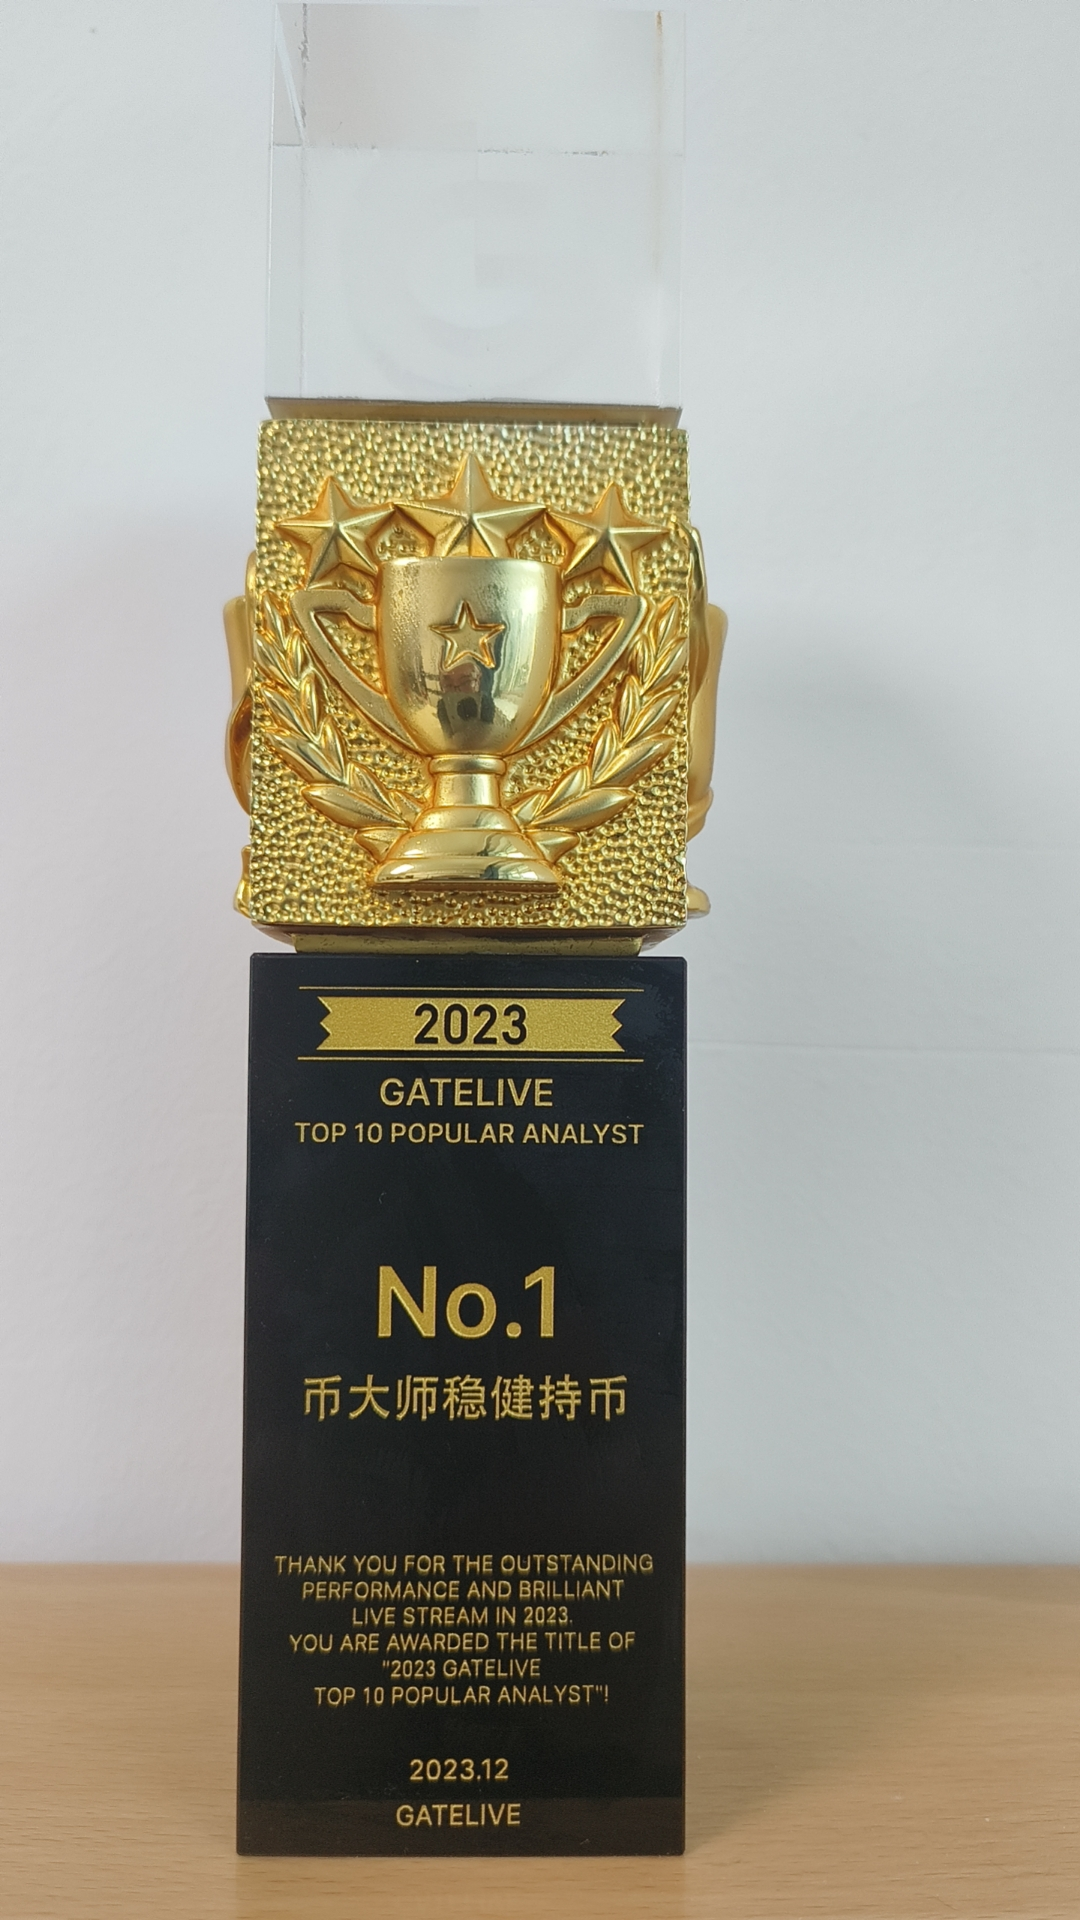 2023
GATELIVE
TOP 10 POPULAR ANALYST
No.1
币大师稳健持币
THANK YOU FOR THE OUTSTANDING
PERFORMANCE AND BRILLIANT
LIVE STREAM IN 2023.
YOU ARE AWARDED THE TITLE OF
"2023 GATELIVE
TOP 10 POPULAR ANALYST"!
2023.12
GATELIVE